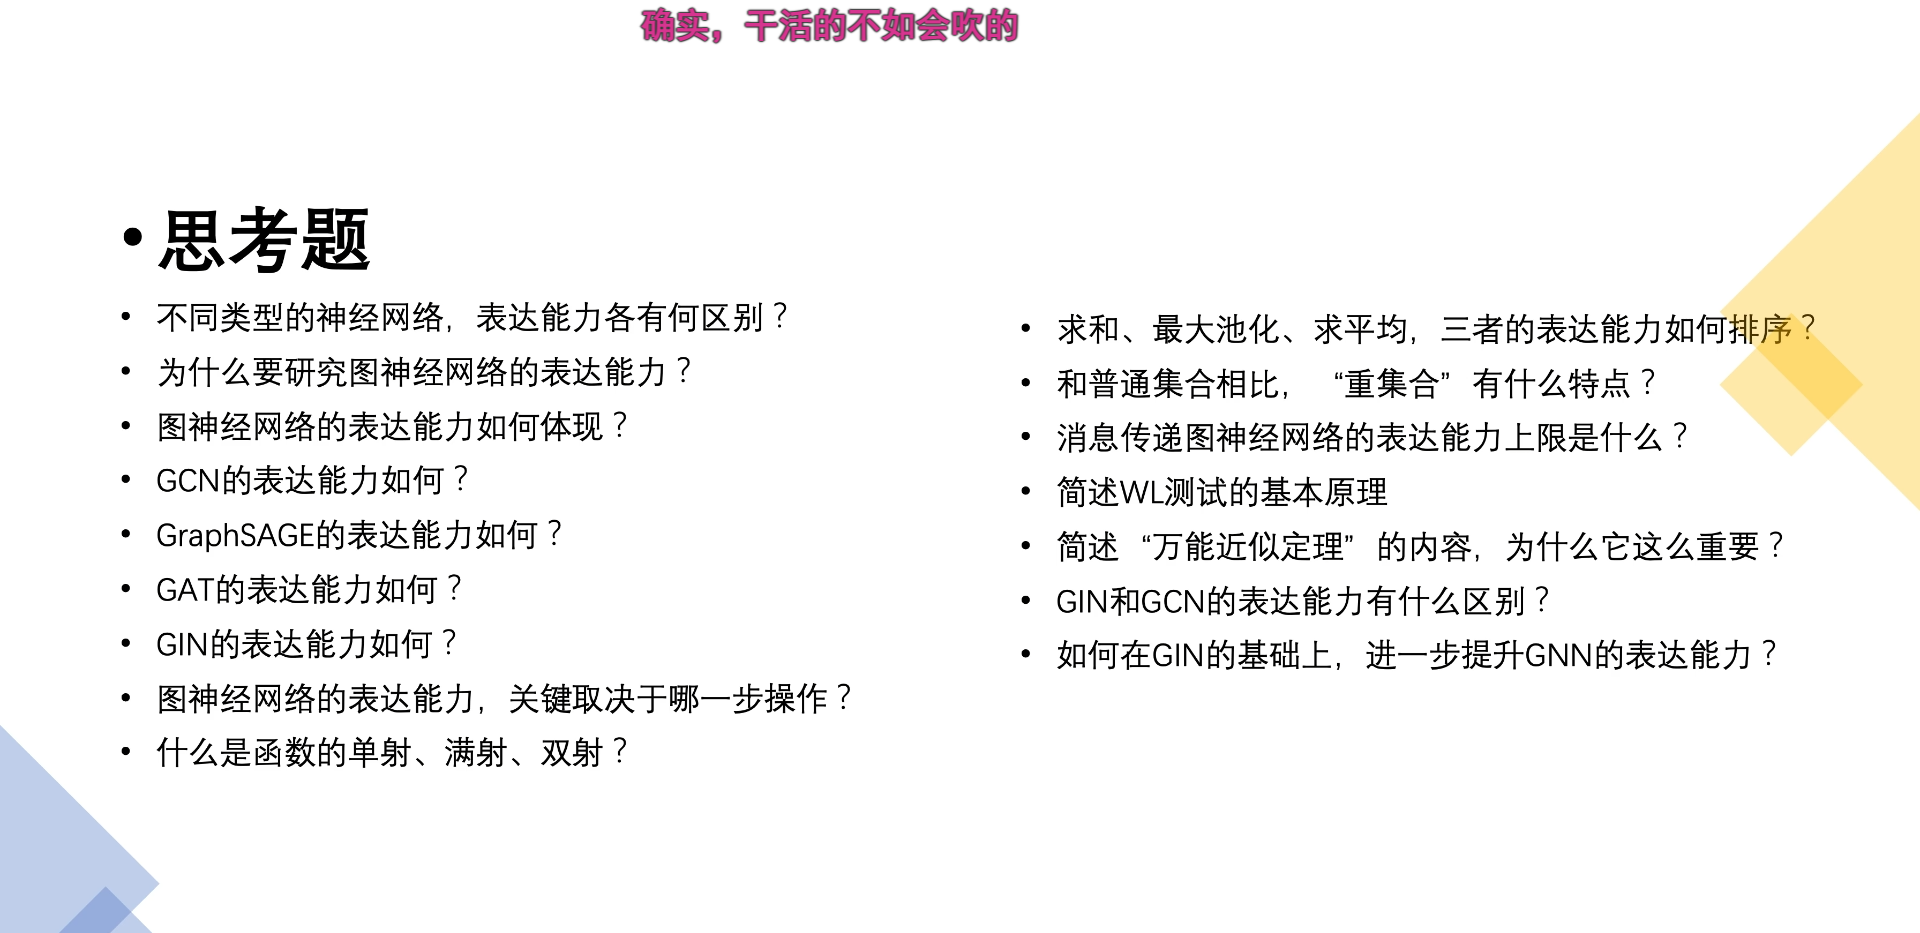 确实，干活的不如会吹的
• 思考题
• 不同类型的神经网络，表达能力各有何区别？
• 为什么要研究图神经网络的表达能力？
• 图神经网络的表达能力如何体现？
• GCN的表达能力如何？
• GraphSAGE的表达能力如何？
• GAT的表达能力如何？
• GIN的表达能力如何？
• 图神经网络的表达能力，关键取决于哪一步操作？
• 什么是函数的单射、满射、双射？
• 求和、最大池化、求平均，三者的表达能力如何排序？
• 和普通集合相比，“重集合”有什么特点？
• 消息传递图神经网络的表达能力上限是什么？
• 简述WL测试的基本原理
• 简述“万能近似定理”的内容，为什么它这么重要？
• GIN和GCN的表达能力有什么区别？
• 如何在GIN的基础上，进一步提升GNN的表达能力？